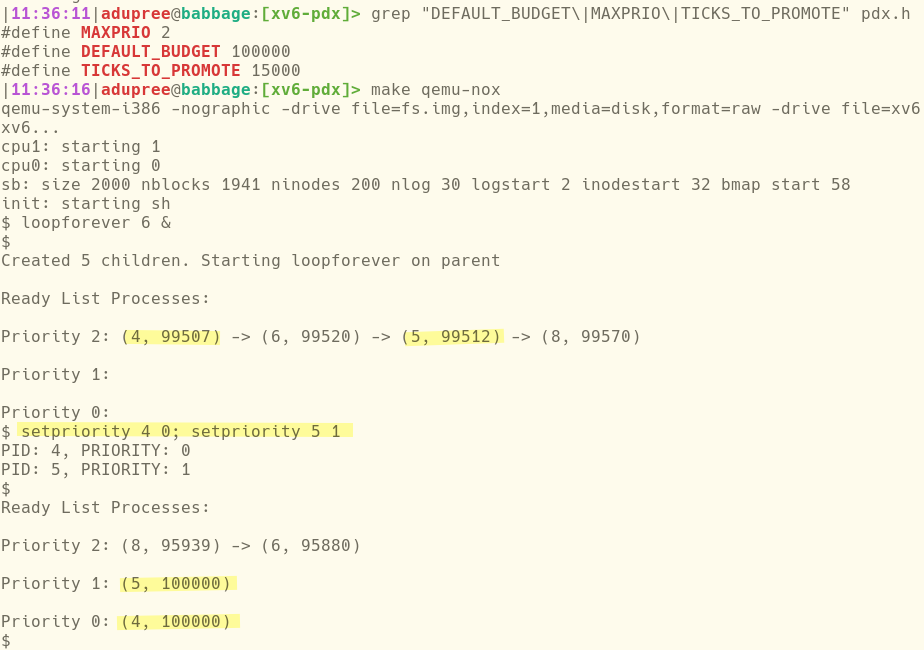 |11:36:11|adupree@babbage:[xv6-pdx]> grep "DEFAULT_BUDGET\|MAXPRIO\|TICKS_TO_PROMOTE" pdx.h
#define MAXPRIO 2
#define DEFAULT_BUDGET 100000
#define TICKS_TO_PROMOTE 15000
|11:36:16|adupree@babbage:[xv6-pdx]> make qemu-nox
qemu-system-i386 -nographic -drive file=fs.img,index=1,media=disk,format=raw -drive file=xv6
xv6...
cpu1: starting 1
cpu0: starting 0
sb: size 2000 nblocks 1941 ninodes 200 nlog 30 logstart 2 inodestart 32 bmap start 58
init: starting sh
$ loopforever 6 &
$
Created 5 children. Starting loopforever on parent
Ready List Processes:
Priority 2: (4, 99507) -> (6, 99520) -> (5, 99512) -> (8, 99570)
Priority 1:
Priority 0:
$ setpriority 4 0; setpriority 5 1
PID: 4, PRIORITY: 0
PID: 5, PRIORITY: 1
$
Ready List Processes:
Priority 2: (8, 95939) -> (6, 95880)
Priority 1: (5, 100000)
Priority 0: (4, 100000)
$